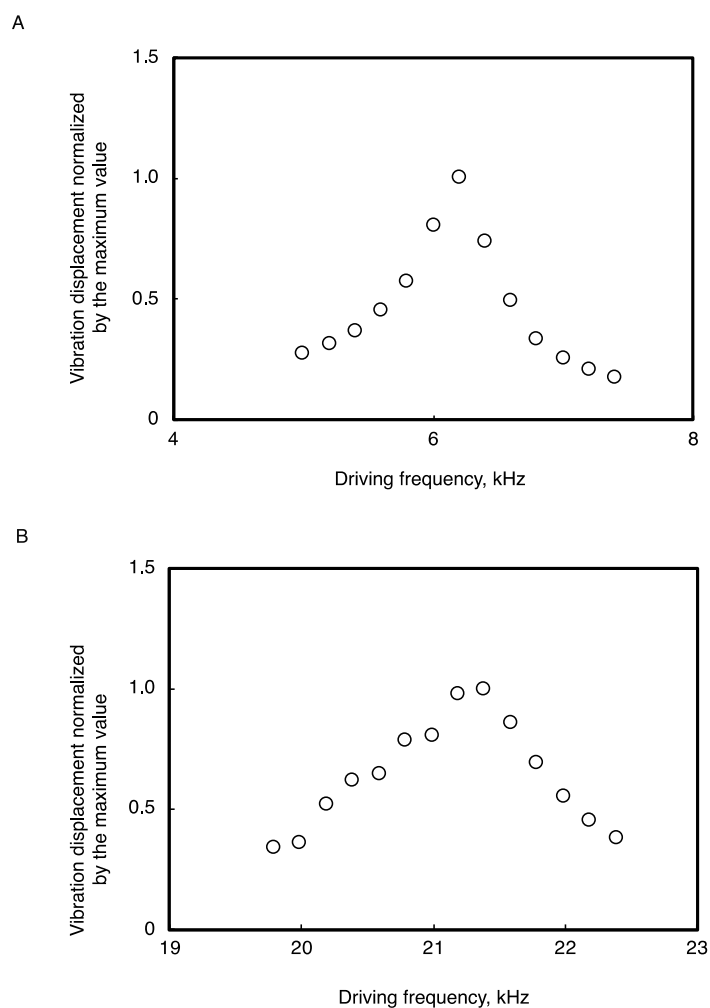 A
1.5
1.0
0.5
0
4
6
8
Vibration displacement normalized
by the maximum value
Driving frequency, kHz
B
1.5
1.0
0.5
0
19
20
21
22
23
Vibration displacement normalized
by the maximum value
Driving frequency, kHz